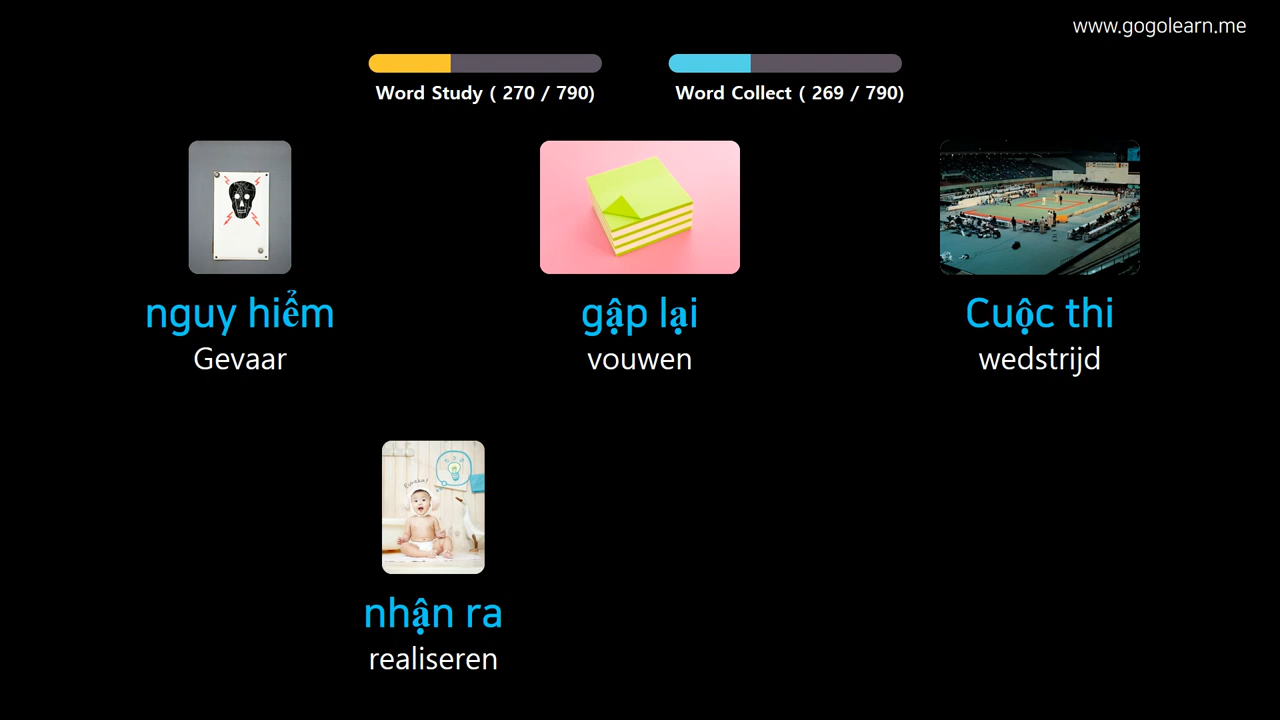 www.gogolearn.me
Word Study ( 270 / 790)
Word Collect ( 269 / 790)
nguy hiểm
Gevaar
gập lại
vouwen
Cuộc thi
wedstrijd
nhận ra
realiseren